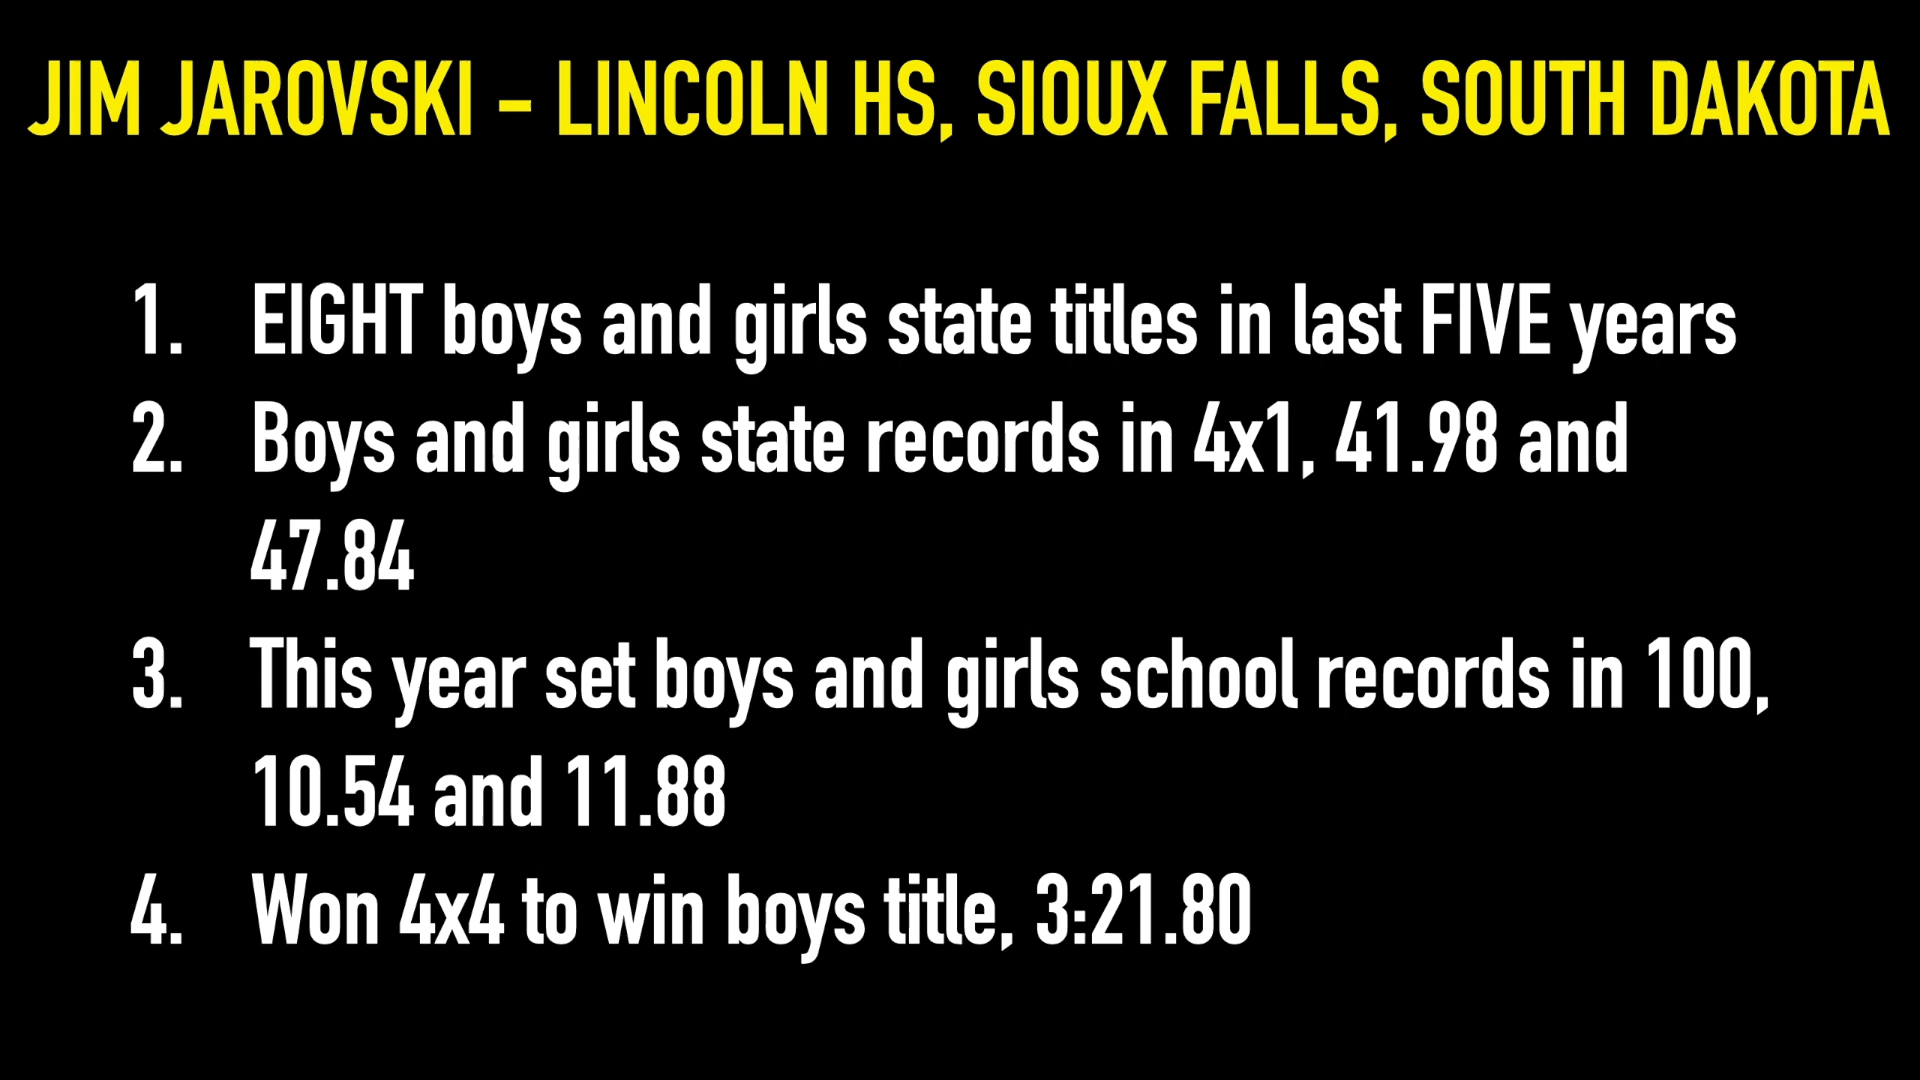 JIM JAROVSKI - LINCOLN HS, SIOUX FALLS, SOUTH DAKOTA
1. EIGHT boys and girls state titles in last FIVE years
2. Boys and girls state records in 4x1, 41.98 and
47.84
3. This year set boys and girls school records in 100,
10.54 and 11.88
4. Won 4x4 to win boys title, 3:21.80